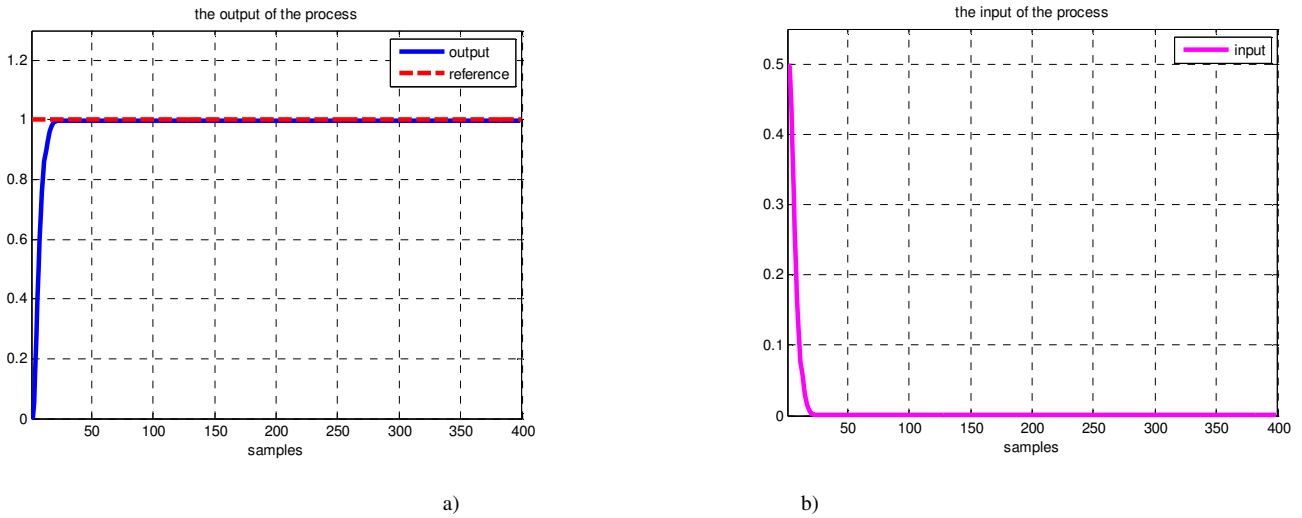 the output of the process
output
reference
1.2
1
0.8
0.6
0.4
0.2
0
50 100 150 200 250 300 350 400
samples
a)
the input of the process
input
0.5
0.4
0.3
0.2
0.1
0
50 100 150 200 250 300 350 400
samples
b)